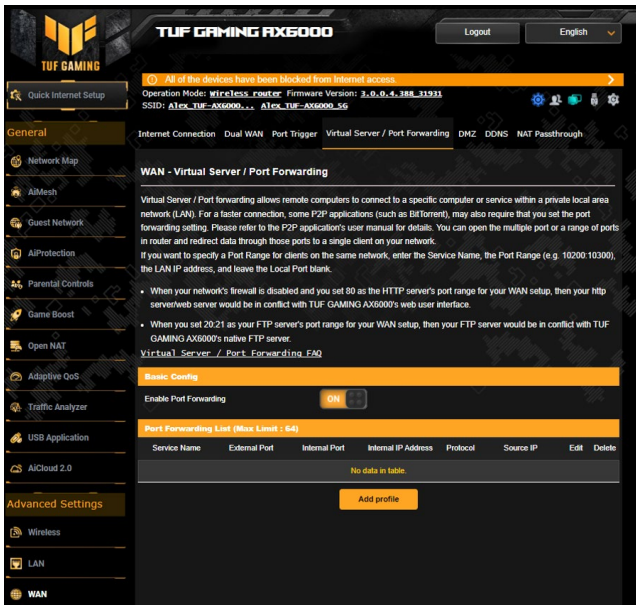 TUF GAMING
TUF GAMING AX6000
Logout
English
All of the devices have been blocked from Internet access.
Quick Internet Setup
Operation Mode: Wireless router Firmware Version: 3.0.0.4.388_31931
SSID: Alex_TUF-AX6000... Alex_TUF-AX6000_5G
General
Internet Connection Dual WAN Port Trigger Virtual Server / Port Forwarding DMZ DDNS NAT Passthrough
Network Map
AiMesh
Guest Network
AiProtection
Parental Controls
Game Boost
Open NAT
Adaptive QoS
Traffic Analyzer
USB Application
AiCloud 2.0
Advanced Settings
Wireless
LAN
WAN
WAN - Virtual Server / Port Forwarding
Virtual Server / Port forwarding allows remote computers to connect to a specific computer or service within a private local area
network (LAN). For a faster connection, some P2P applications (such as BitTorrent), may also require that you set the port
forwarding setting. Please refer to the P2P application's user manual for details. You can open the multiple port or a range of ports
in router and redirect data through those ports to a single client on your network.
If you want to specify a Port Range for clients on the same network, enter the Service Name, the Port Range (e.g. 10200:10300),
the LAN IP address, and leave the Local Port blank.
• When your network's firewall is disabled and you set 80 as the HTTP server's port range for your WAN setup, then your http
server/web server would be in conflict with TUF GAMING AX6000's web user interface.
• When you set 20:21 as your FTP server's port range for your WAN setup, then your FTP server would be in conflict with TUF
GAMING AX6000's native FTP server.
Virtual Server / Port Forwarding FAQ
Basic Config
Enable Port Forwarding ON
Port Forwarding List (Max Limit : 64)
Service Name External Port Internal Port Internal IP Address Protocol Source IP Edit Delete
No data in table.
Add profile